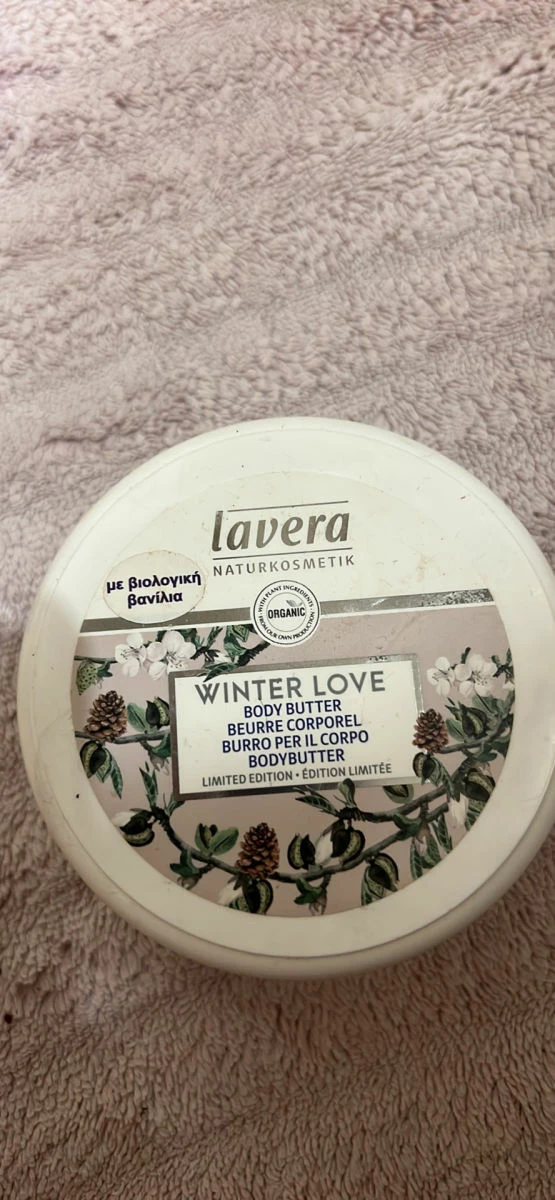 lavera
NATURKOSMETIK
με βιολογική
βανίλια
WITH PLANT INGREDIENTS
ORGANIC
FROM OUR OWN PRODUCTION
WINTER LOVE
BODY BUTTER
BEURRE CORPOREL
BURRO PER IL CORPO
BODYBUTTER
LIMITED EDITION • ÉDITION LIMITÉE